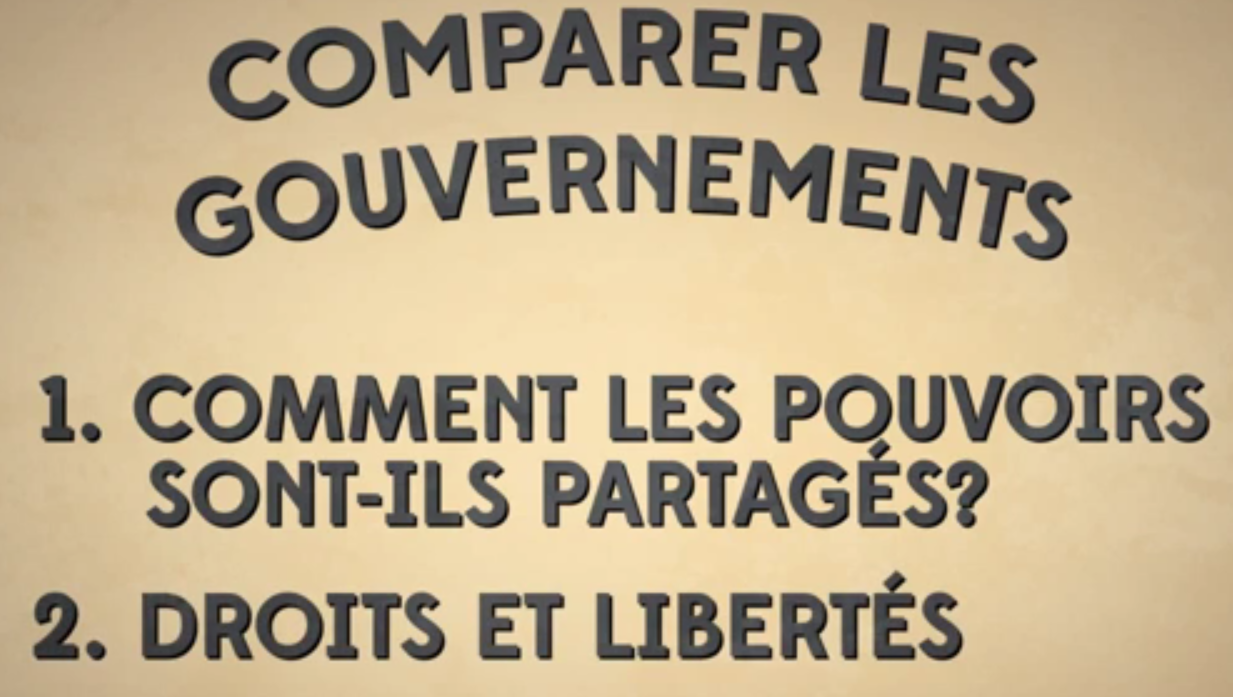 COMPARER LES
GOUVERNEMENTS
1. COMMENT LES POUVOIRS
SONT-ILS PARTAGÉS?
2. DROITS ET LIBERTÉS